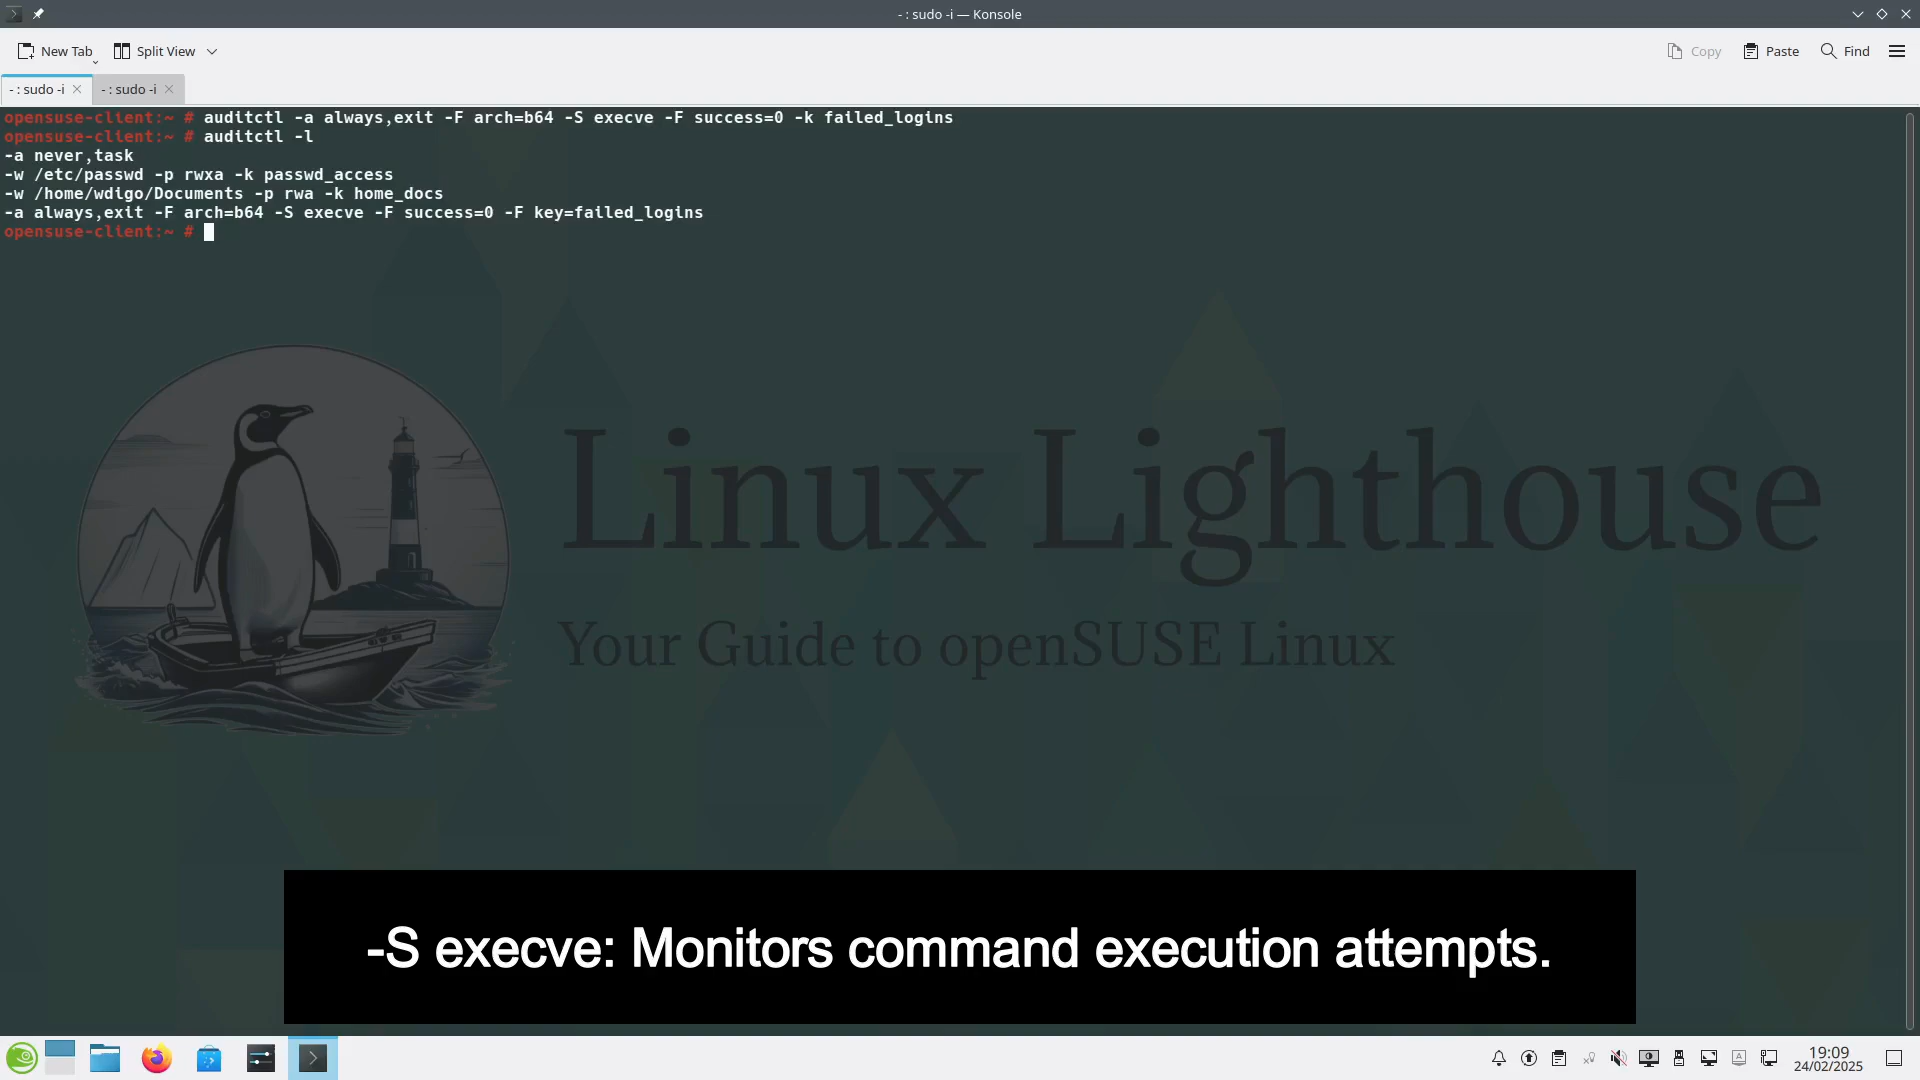 - : sudo -i — Konsole
New Tab
Split View
Copy
Paste
Find
- : sudo -i
- : sudo -i
opensuse-client:~ # auditctl -a always,exit -F arch=b64 -S execve -F success=0 -k failed_logins
opensuse-client:~ # auditctl -l
-a never,task
-w /etc/passwd -p rwxa -k passwd_access
-w /home/wdigo/Documents -p rwa -k home_docs
-a always,exit -F arch=b64 -S execve -F success=0 -F key=failed_logins
opensuse-client:~ #
Linux Lighthouse
Your Guide to openSUSE Linux
-S execve: Monitors command execution attempts.
19:09
24/02/2025